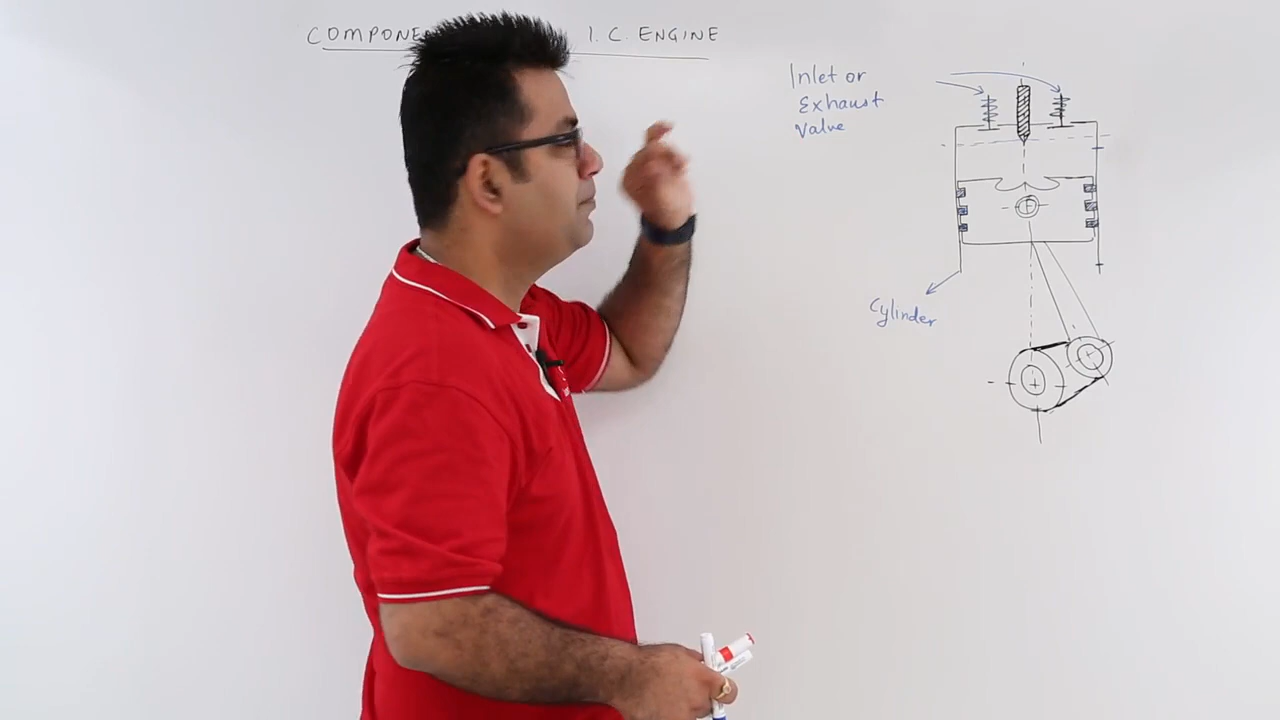 COMPONE I. C. ENGINE
Inlet or
Exhaust
Valve
Cylinder